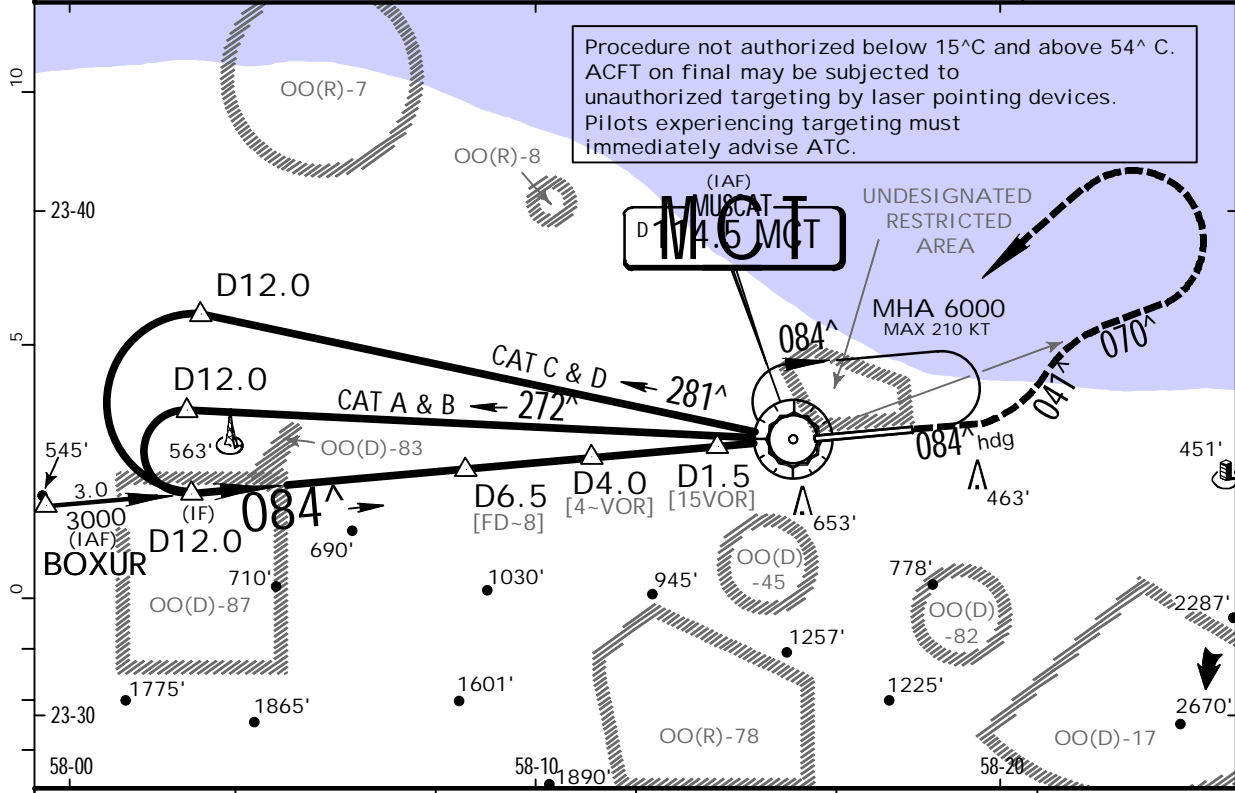 Procedure not authorized below 15^C and above 54^ C.
ACFT on final may be subjected to
unauthorized targeting by laser pointing devices.
Pilots experiencing targeting must
immediately advise ATC.
10
OO(R)-7
OO(R)-8
23-40
(IAF)
MUSCAT
D 114.5 MCT
M C T
UNDESIGNATED
RESTRICTED
AREA
D12.0
MHA 6000
MAX 210 KT
084^
070^
5
CAT C & D
281^
D12.0
CAT A & B
272^
047^
545'
563'
OO(D)-83
084^ hdg
451'
3.0
3000
(IAF)
BOXUR
(IF)
D12.0
084^
D6.5
[FD~8]
D4.0
[4~VOR]
D1.5
[15VOR]
463'
653'
690'
0
710'
OO(D)-87
1030'
945'
OO(D)
-45
778'
OO(D)
-82
2287'
1257'
1775'
1865'
1601'
1225'
2670'
23-30
OO(R)-78
OO(D)-17
58-00
58-10
1890'
58-20